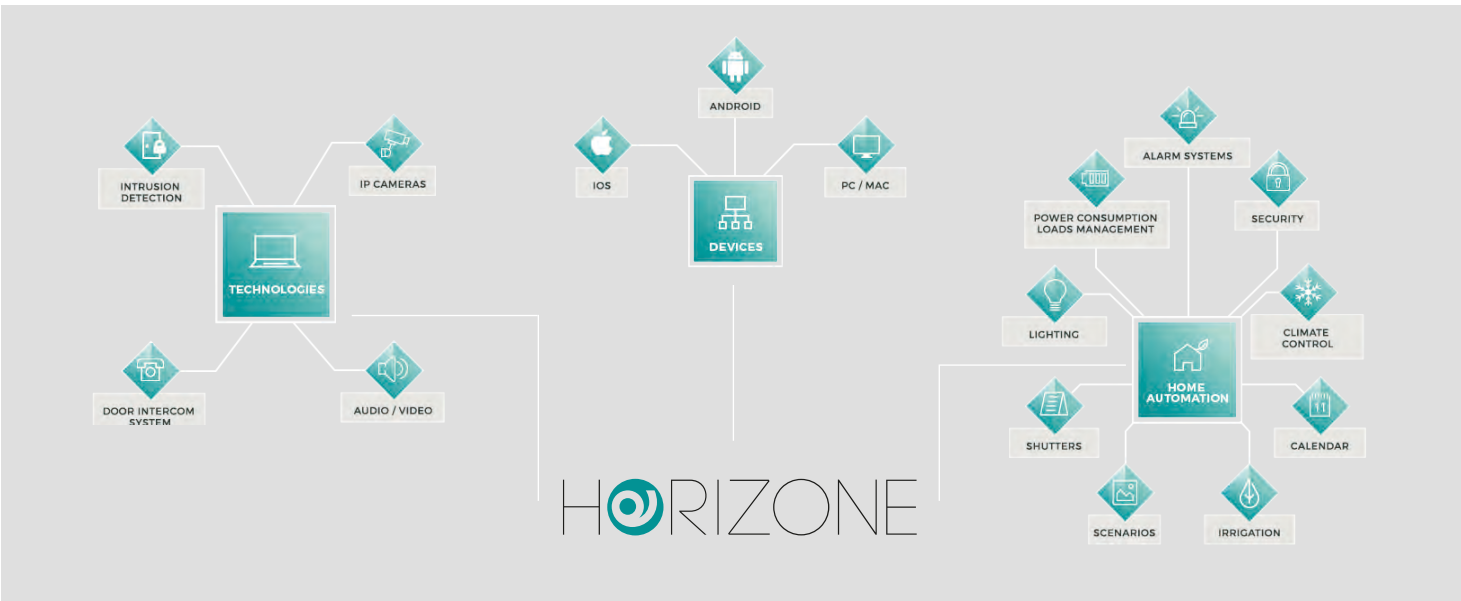 INTRUSION
DETECTION
IP CAMERAS
TECHNOLOGIES
DOOR INTERCOM
SYSTEM
AUDIO / VIDEO
ANDROID
IOS
PC / MAC
DEVICES
ALARM SYSTEMS
POWER CONSUMPTION
LOADS MANAGEMENT
SECURITY
LIGHTING
CLIMATE
CONTROL
HOME
AUTOMATION
SHUTTERS
11
CALENDAR
SCENARIOS
IRRIGATION
HORIZONE